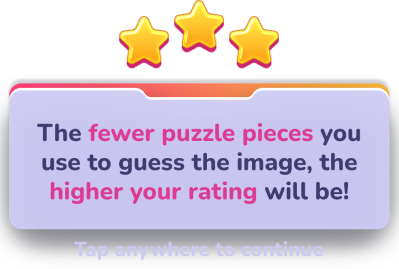 The fewer puzzle pieces you
use to guess the image, the
higher your rating will be!
Tap anywhere to continue